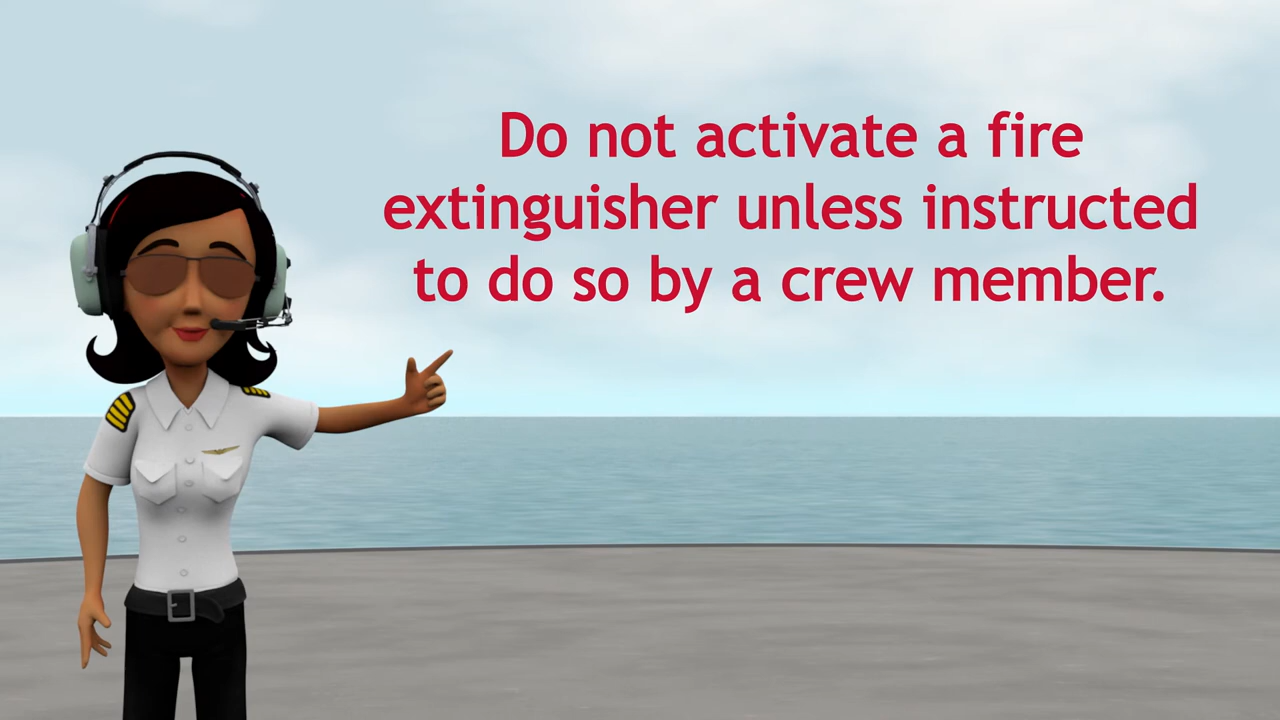 Do not activate a fire
extinguisher unless instructed
to do so by a crew member.